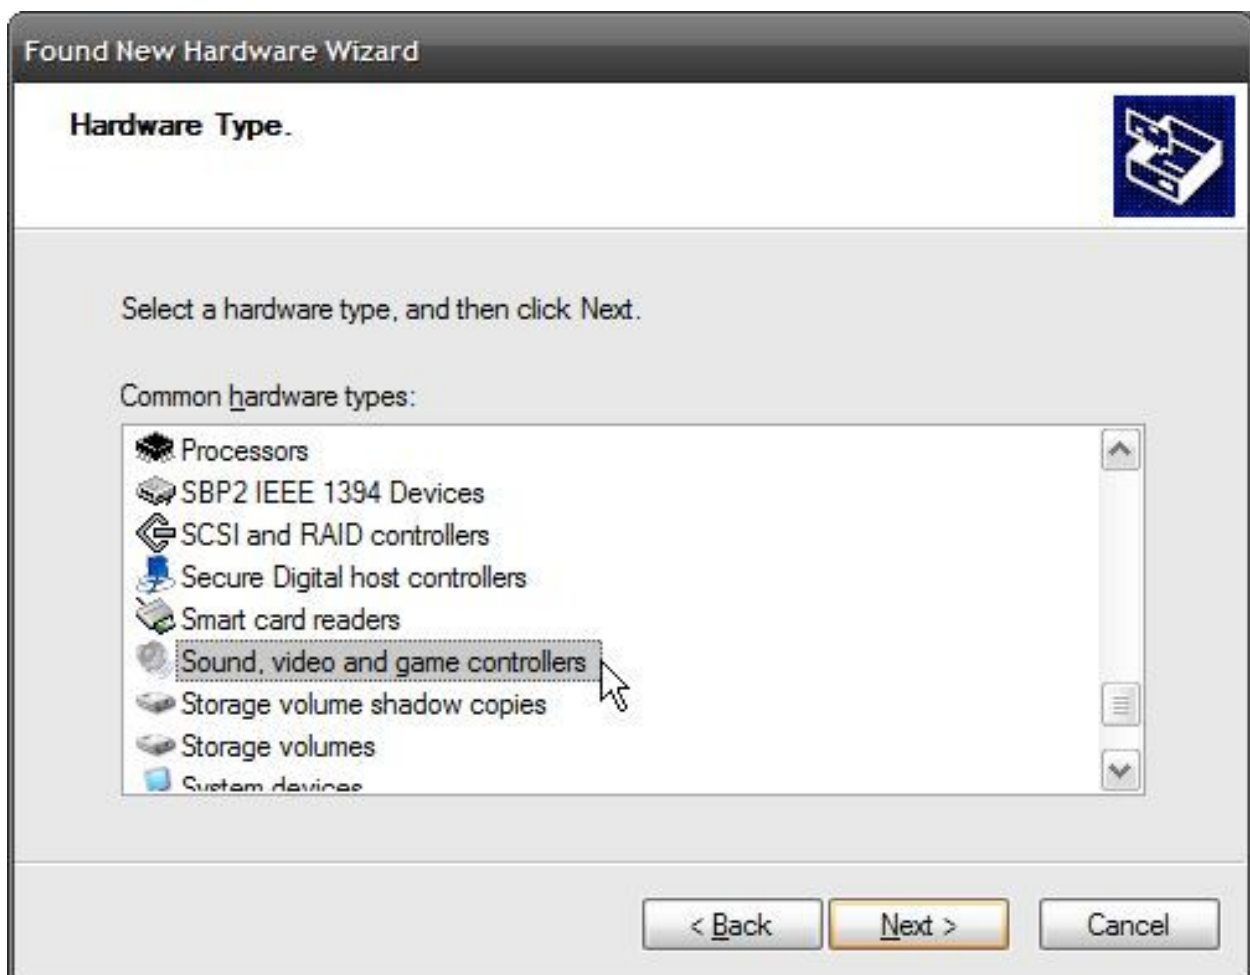 Found New Hardware Wizard
Hardware Type.
Select a hardware type, and then click Next.
Common hardware types:
Processors
SBP2 IEEE 1394 Devices
SCSI and RAID controllers
Secure Digital host controllers
Smart card readers
Sound, video and game controllers
Storage volume shadow copies
Storage volumes
System devices
< Back Next > Cancel